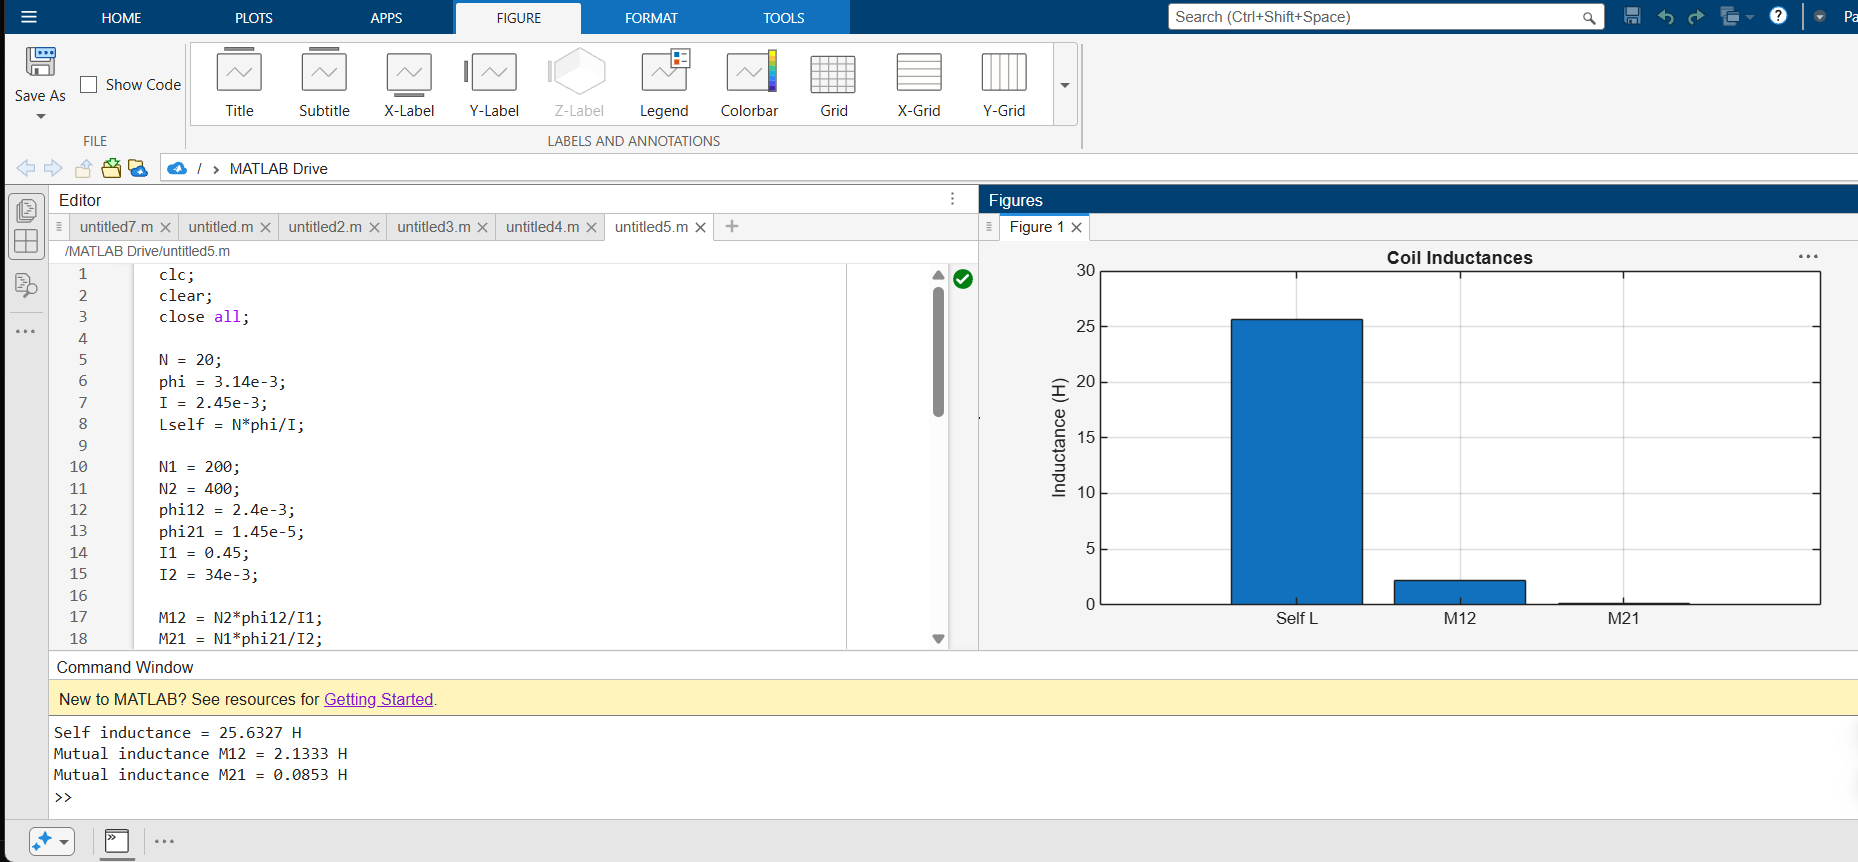 HOME PLOTS APPS FIGURE FORMAT TOOLS Search (Ctrl+Shift+Space)
Save As
Show Code
Title Subtitle X-Label Y-Label Z-Label Legend Colorbar Grid X-Grid Y-Grid
FILE LABELS AND ANNOTATIONS
/ › MATLAB Drive
Editor
untitled7.m untitled.m untitled2.m untitled3.m untitled4.m untitled5.m
/MATLAB Drive/untitled5.m
1 clc;
2 clear;
3 close all;
4
5 N = 20;
6 phi = 3.14e-3;
7 I = 2.45e-3;
8 Lself = N*phi/I;
9
10 N1 = 200;
11 N2 = 400;
12 phi12 = 2.4e-3;
13 phi21 = 1.45e-5;
14 I1 = 0.45;
15 I2 = 34e-3;
16
17 M12 = N2*phi12/I1;
18 M21 = N1*phi21/I2;
Figures
Figure 1
Coil Inductances
Inductance (H)
30
25
20
15
10
5
0
Self L M12 M21
Command Window
New to MATLAB? See resources for Getting Started.
Self inductance = 25.6327 H
Mutual inductance M12 = 2.1333 H
Mutual inductance M21 = 0.0853 H
>>